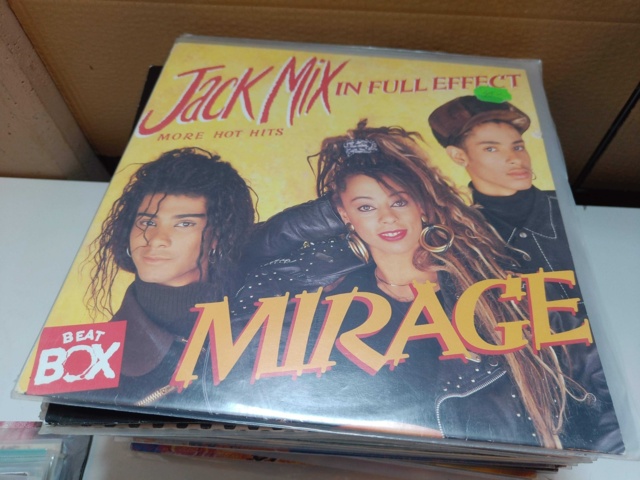 JACK MIX IN FULL EFFECT
MORE HOT HITS
MIRAGE
BEAT
BOX